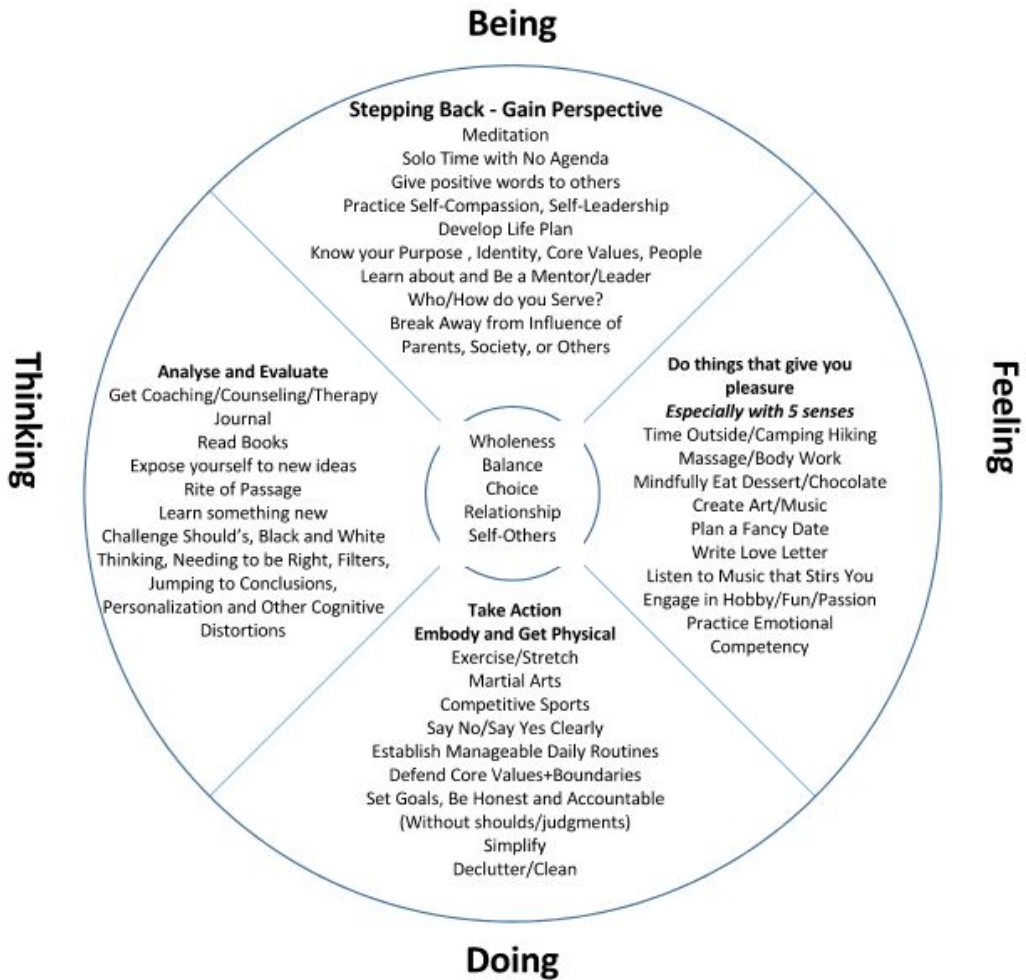 Being
Stepping Back - Gain Perspective
Meditation
Solo Time with No Agenda
Give positive words to others
Practice Self-Compassion, Self-Leadership
Develop Life Plan
Know your Purpose , Identity, Core Values, People
Learn about and Be a Mentor/Leader
Who/How do you Serve?
Break Away from Influence of
Parents, Society, or Others
Thinking
Analyse and Evaluate
Get Coaching/Counseling/Therapy
Journal
Read Books
Expose yourself to new ideas
Rite of Passage
Learn something new
Challenge Should's, Black and White
Thinking, Needing to be Right, Filters,
Jumping to Conclusions,
Personalization and Other Cognitive
Distortions
Wholeness
Balance
Choice
Relationship
Self-Others
Feeling
Do things that give you
pleasure
Especially with 5 senses
Time Outside/Camping Hiking
Massage/Body Work
Mindfully Eat Dessert/Chocolate
Create Art/Music
Plan a Fancy Date
Write Love Letter
Listen to Music that Stirs You
Engage in Hobby/Fun/Passion
Practice Emotional
Competency
Take Action
Embody and Get Physical
Exercise/Stretch
Martial Arts
Competitive Sports
Say No/Say Yes Clearly
Establish Manageable Daily Routines
Defend Core Values+Boundaries
Set Goals, Be Honest and Accountable
(Without shoulds/judgments)
Simplify
Declutter/Clean
Doing